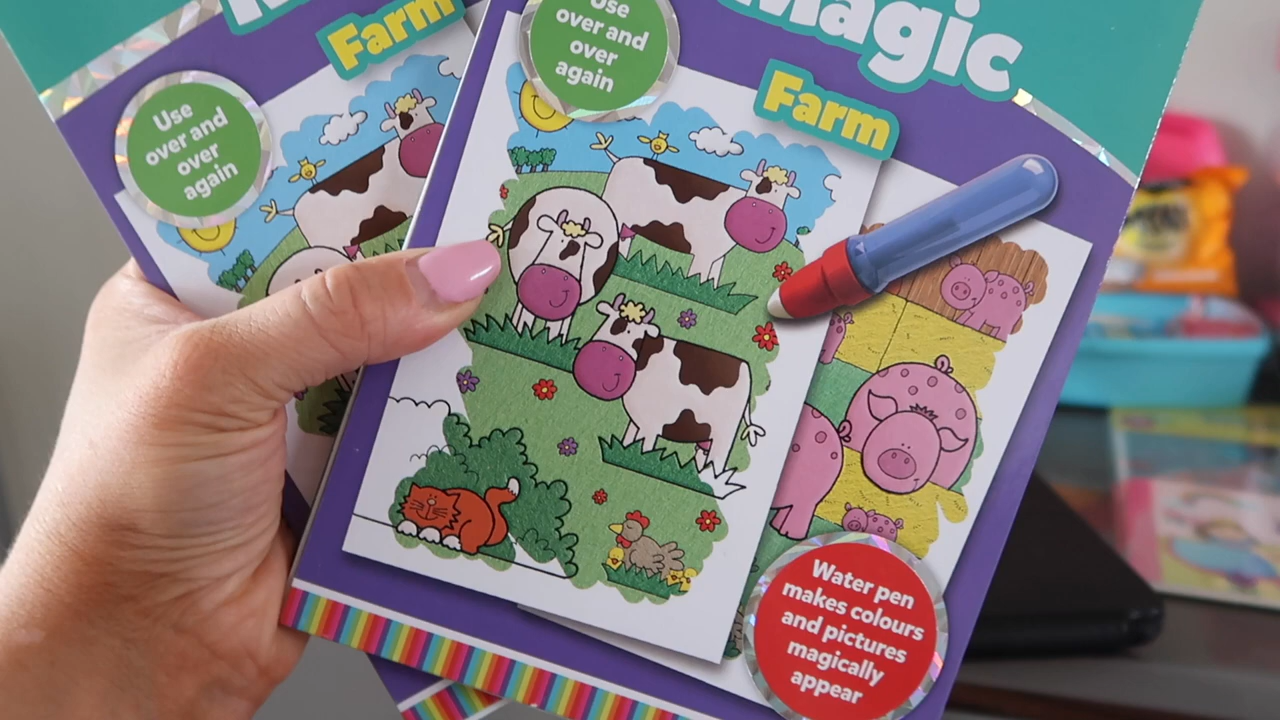 Farm
Use
over and
over
again
Use
over and
over
again
Magic
Farm
Water pen
makes colours
and pictures
magically
appear